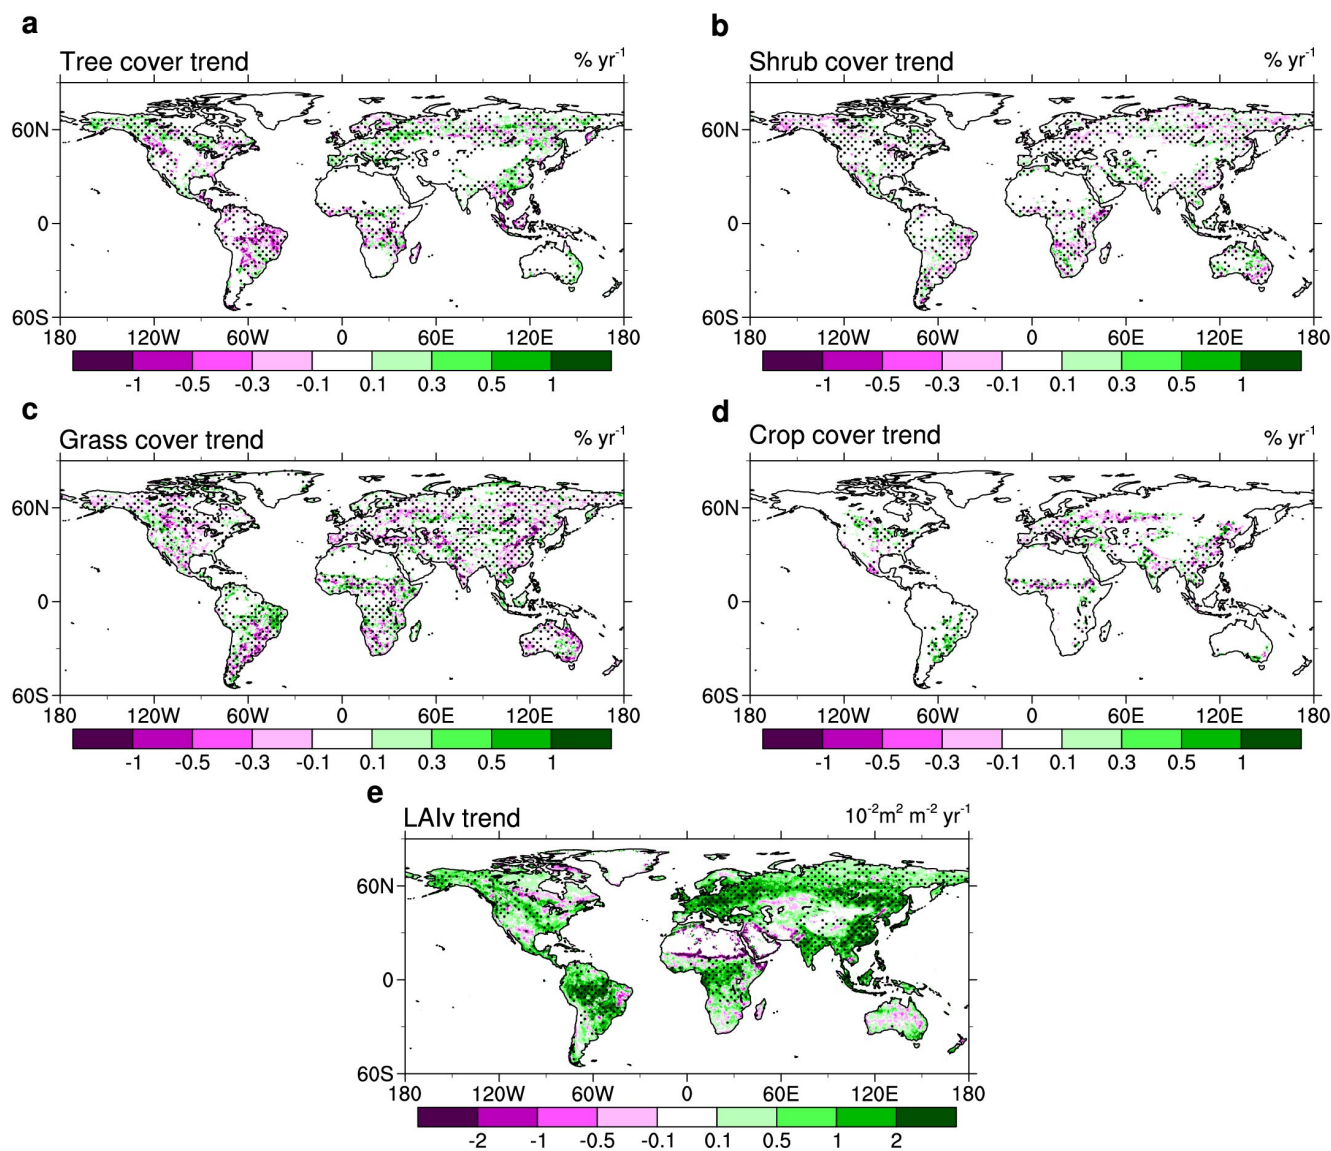 a
Tree cover trend % yr-1
60N
0
60S
180 120W 60W 0 60E 120E 180
-1 -0.5 -0.3 -0.1 0.1 0.3 0.5 1
b
Shrub cover trend % yr-1
60N
0
60S
180 120W 60W 0 60E 120E 180
-1 -0.5 -0.3 -0.1 0.1 0.3 0.5 1
c
Grass cover trend % yr-1
60N
0
60S
180 120W 60W 0 60E 120E 180
-1 -0.5 -0.3 -0.1 0.1 0.3 0.5 1
d
Crop cover trend % yr-1
60N
0
60S
180 120W 60W 0 60E 120E 180
-1 -0.5 -0.3 -0.1 0.1 0.3 0.5 1
e
LAIv trend 10-2m2 m-2 yr-1
60N
0
60S
180 120W 60W 0 60E 120E 180
-2 -1 -0.5 -0.1 0.1 0.5 1 2